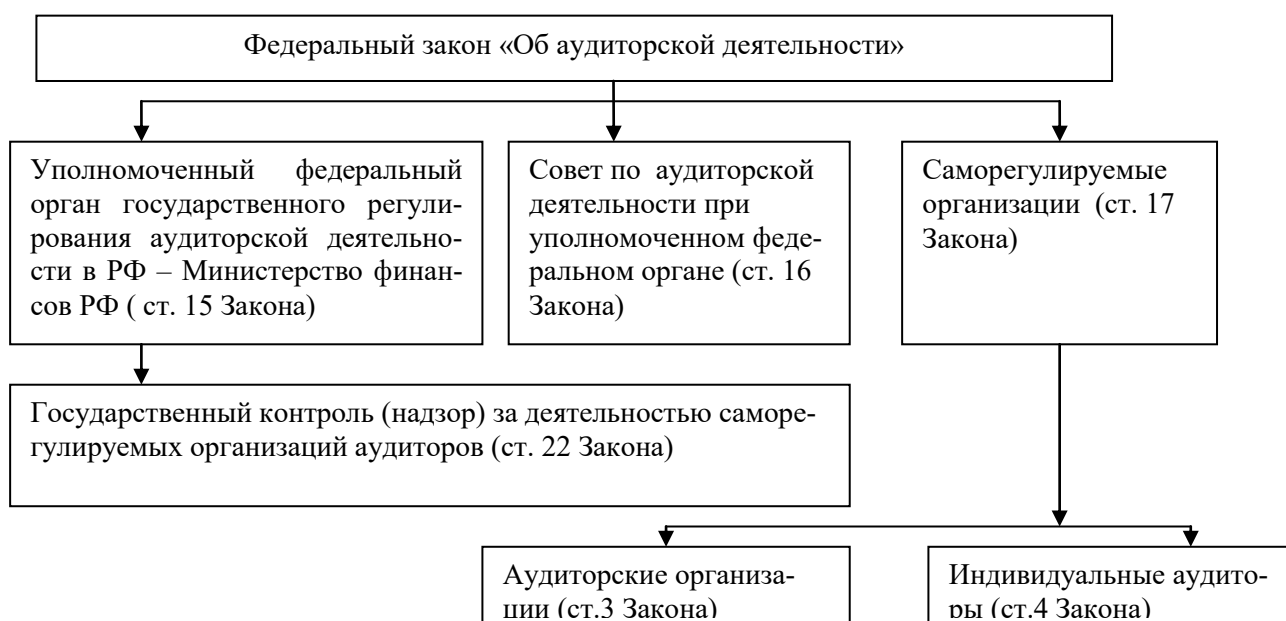 Федеральный закон «Об аудиторской деятельности»
Уполномоченный федеральный
орган государственного регули-
рования аудиторской деятельно-
сти в РФ – Министерство финан-
сов РФ ( ст. 15 Закона)
Совет по аудиторской
деятельности при
уполномоченном феде-
ральном органе (ст. 16
Закона)
Саморегулируемые
организации (ст. 17
Закона)
Государственный контроль (надзор) за деятельностью саморе-
гулируемых организаций аудиторов (ст. 22 Закона)
Аудиторские организа-
ции (ст.3 Закона)
Индивидуальные аудито-
ры (ст.4 Закона)